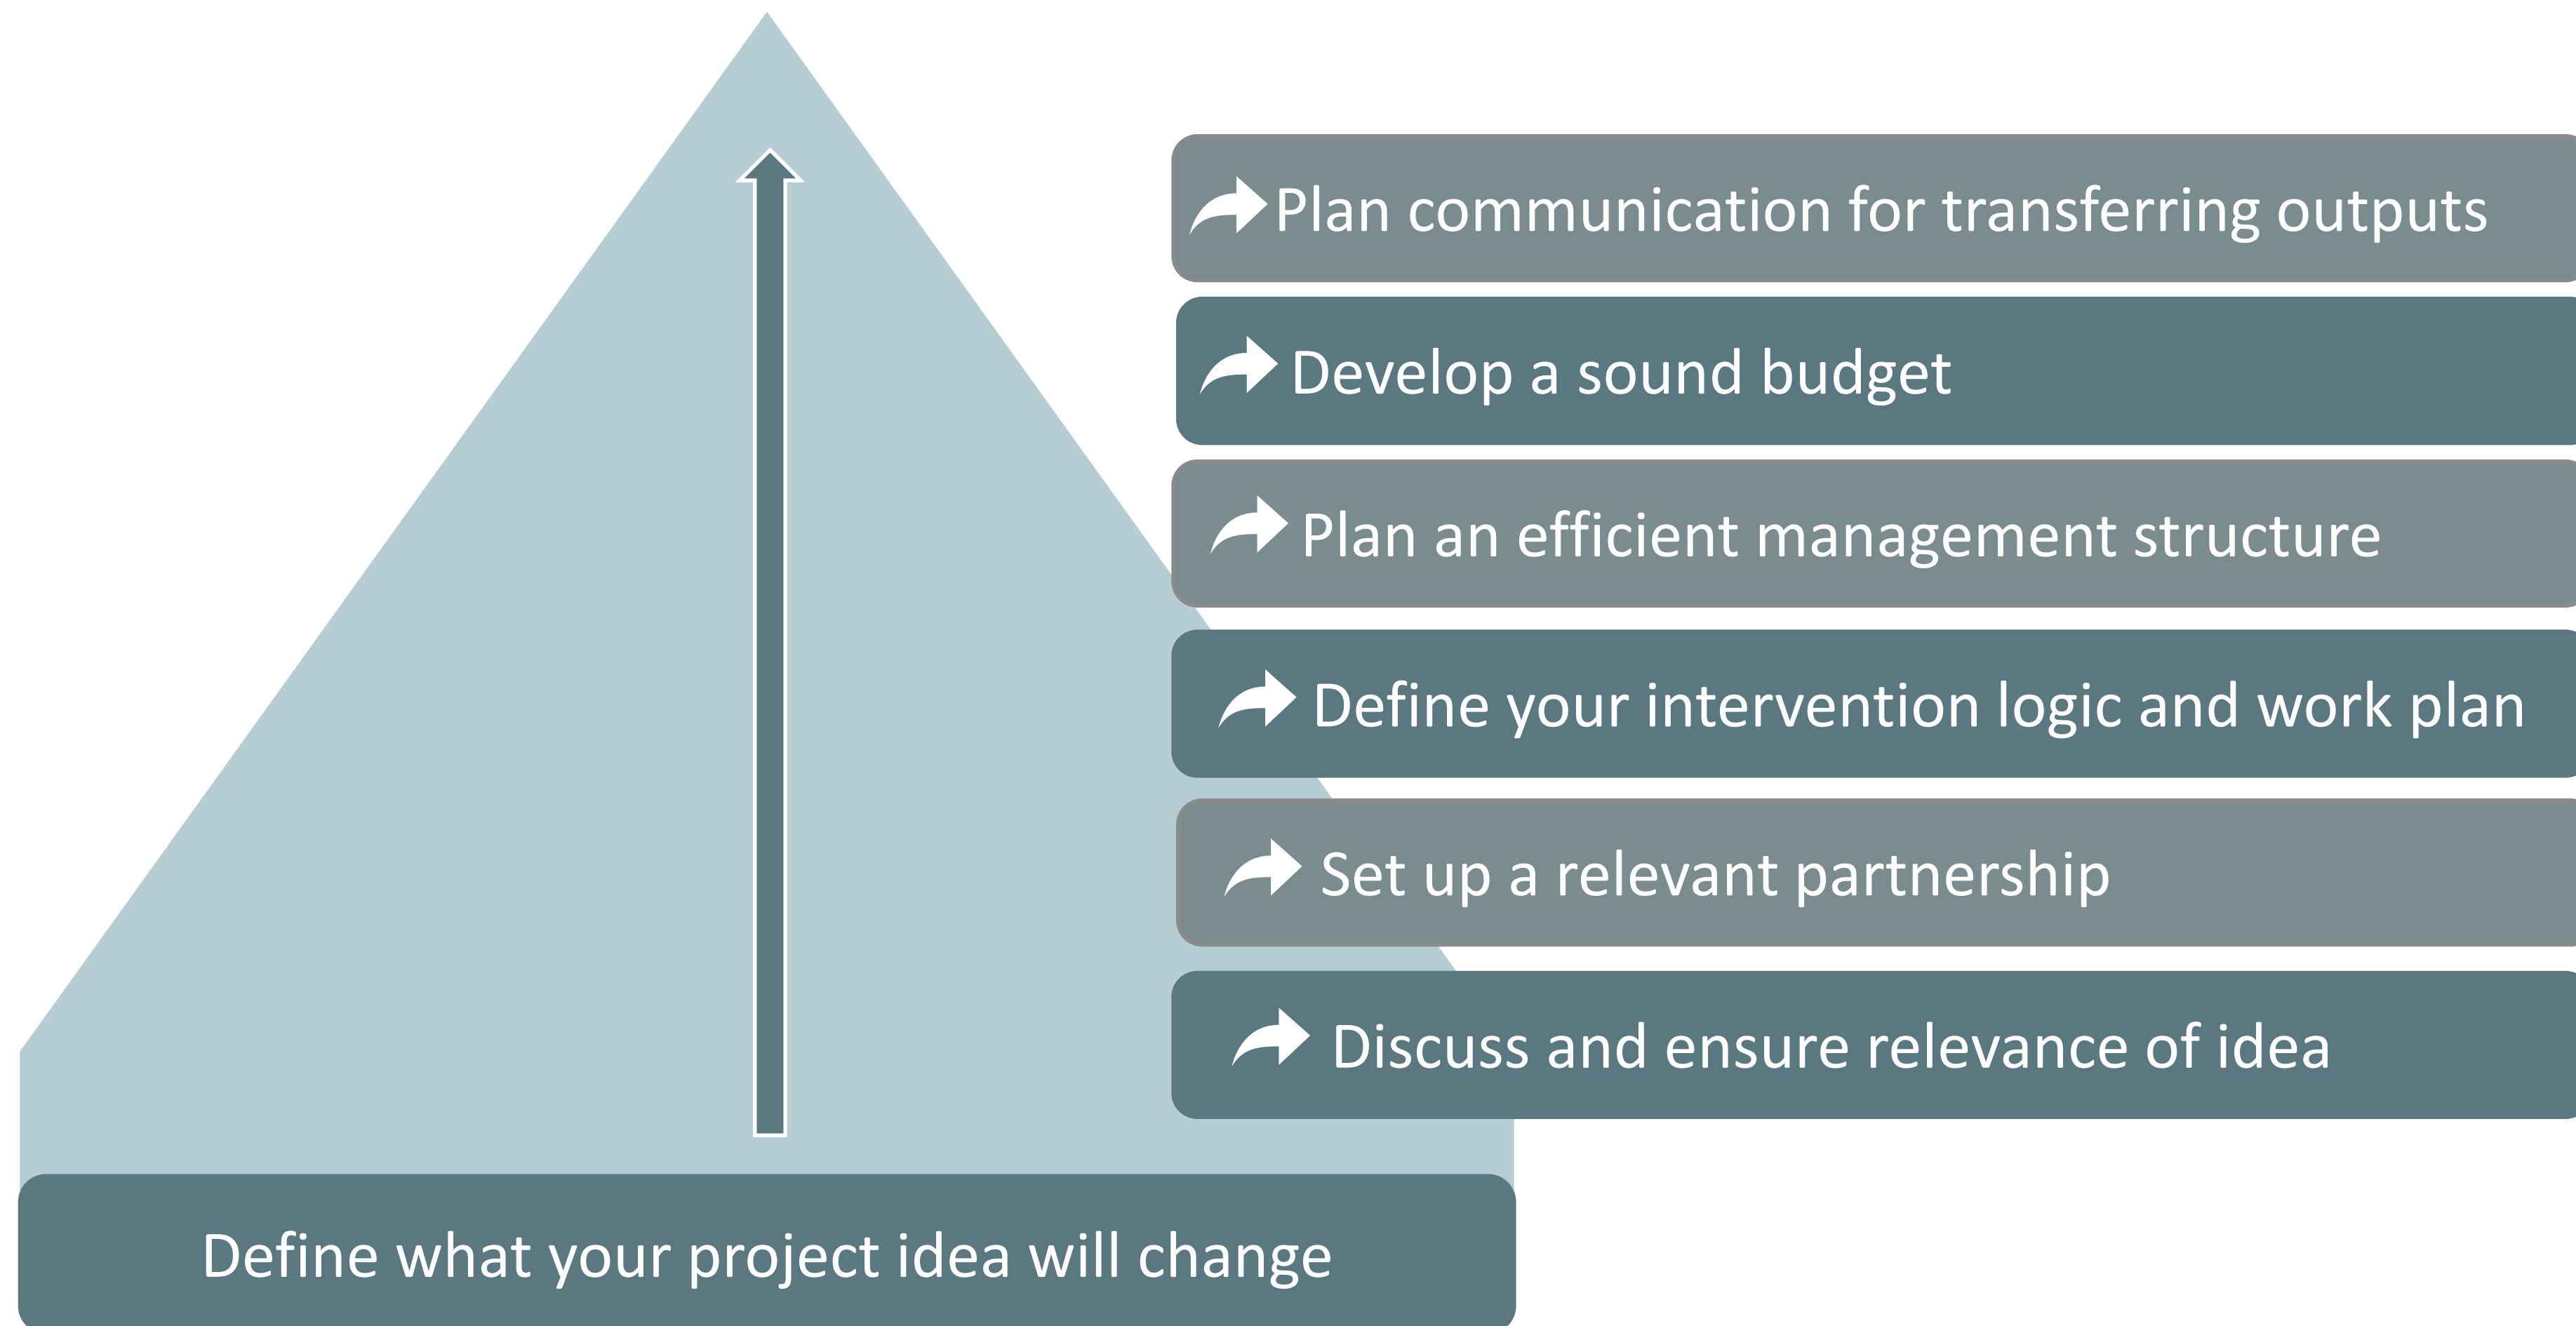 Plan communication for transferring outputs
Develop a sound budget
Plan an efficient management structure
Define your intervention logic and work plan
Set up a relevant partnership
Discuss and ensure relevance of idea
Define what your project idea will change